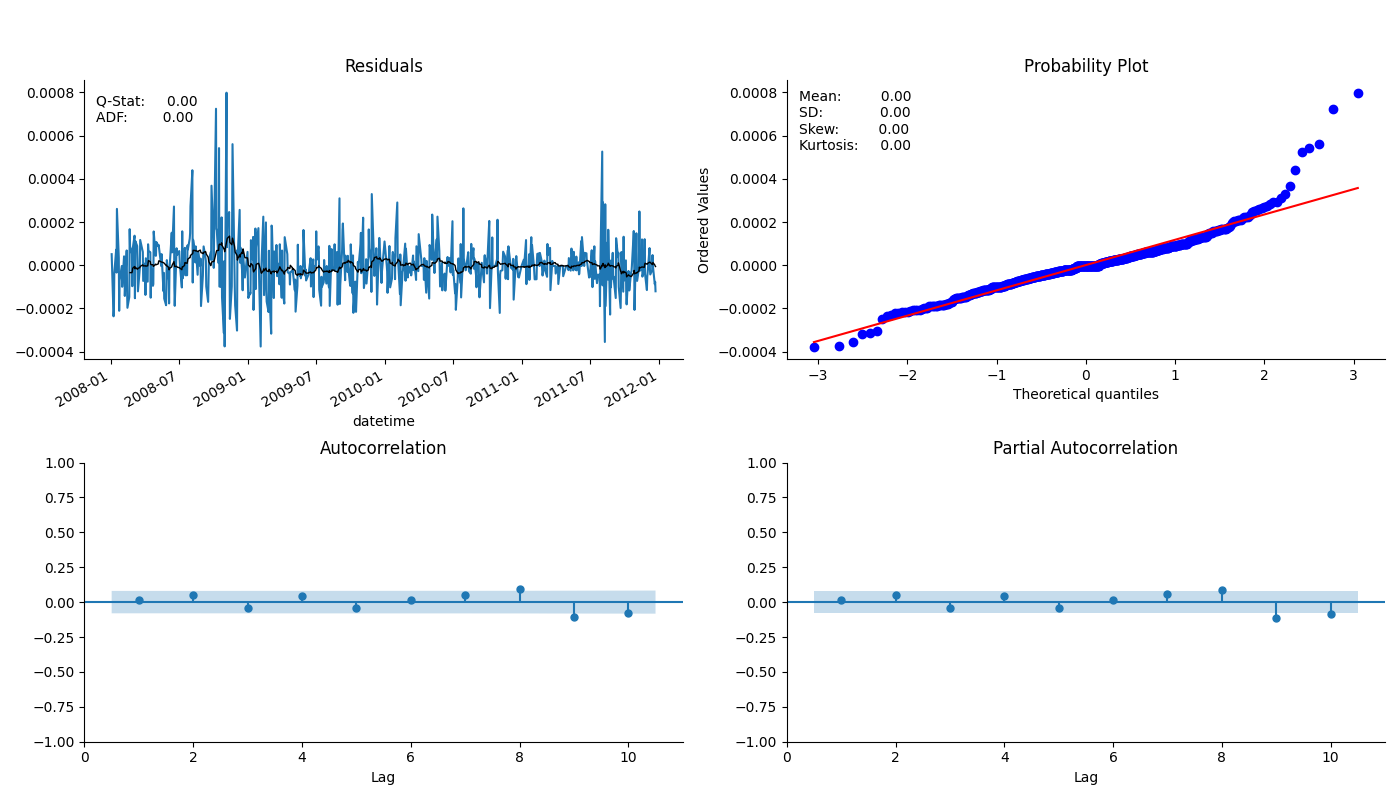 Residuals
Q-Stat: 0.00
ADF: 0.00
0.0008
0.0006
0.0004
0.0002
0.0000
−0.0002
−0.0004
2008-01
2008-07
2009-01
2009-07
2010-01
2010-07
2011-01
2011-07
2012-01
datetime
Probability Plot
Mean: 0.00
SD: 0.00
Skew: 0.00
Kurtosis: 0.00
Ordered Values
0.0008
0.0006
0.0004
0.0002
0.0000
−0.0002
−0.0004
−3 −2 −1 0 1 2 3
Theoretical quantiles
Autocorrelation
1.00
0.75
0.50
0.25
0.00
−0.25
−0.50
−0.75
−1.00
0 2 4 6 8 10
Lag
Partial Autocorrelation
1.00
0.75
0.50
0.25
0.00
−0.25
−0.50
−0.75
−1.00
0 2 4 6 8 10
Lag